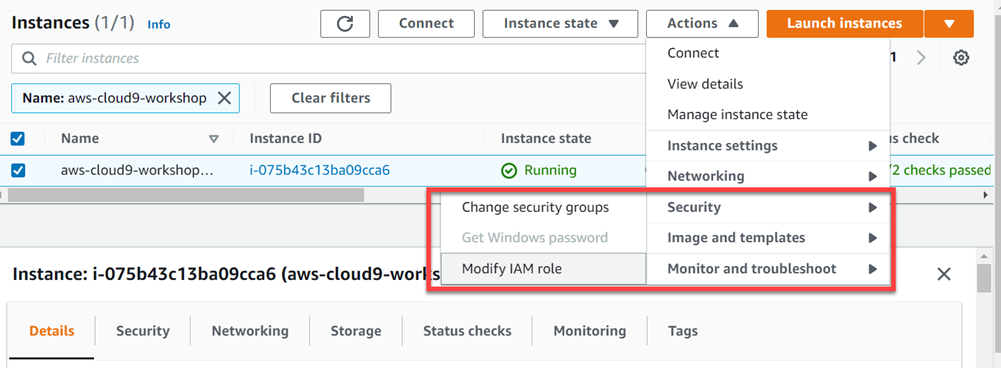 Instances (1/1) Info Connect Instance state Actions Launch instances
Filter instances 1
Name: aws-cloud9-workshop Clear filters
Name Instance ID Instance state check
aws-cloud9-workshop... i-075b43c13ba09cca6 Running /2 checks passed
Connect
View details
Manage instance state
Instance settings
Networking
Change security groups Security
Get Windows password Image and templates
Modify IAM role Monitor and troubleshoot
Instance: i-075b43c13ba09cca6 (aws-cloud9-works
Details Security Networking Storage Status checks Monitoring Tags